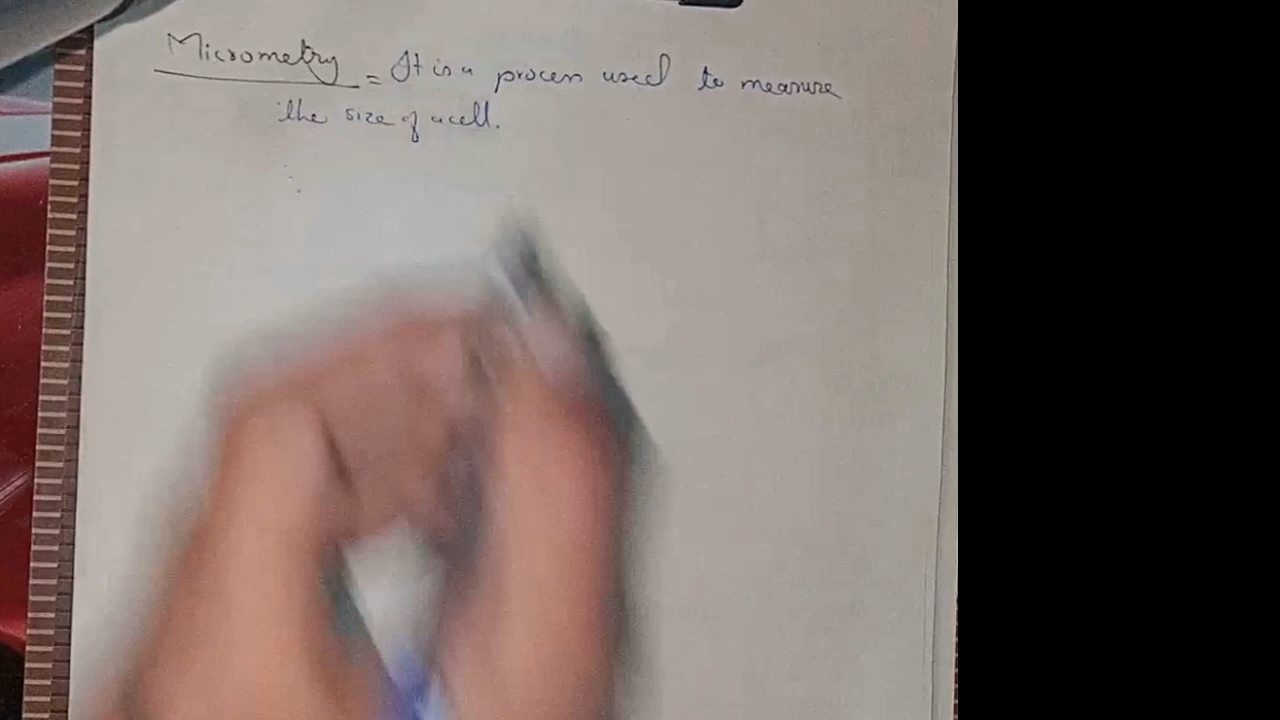 Micrometry = It is a process used to measure
the size of a cell.